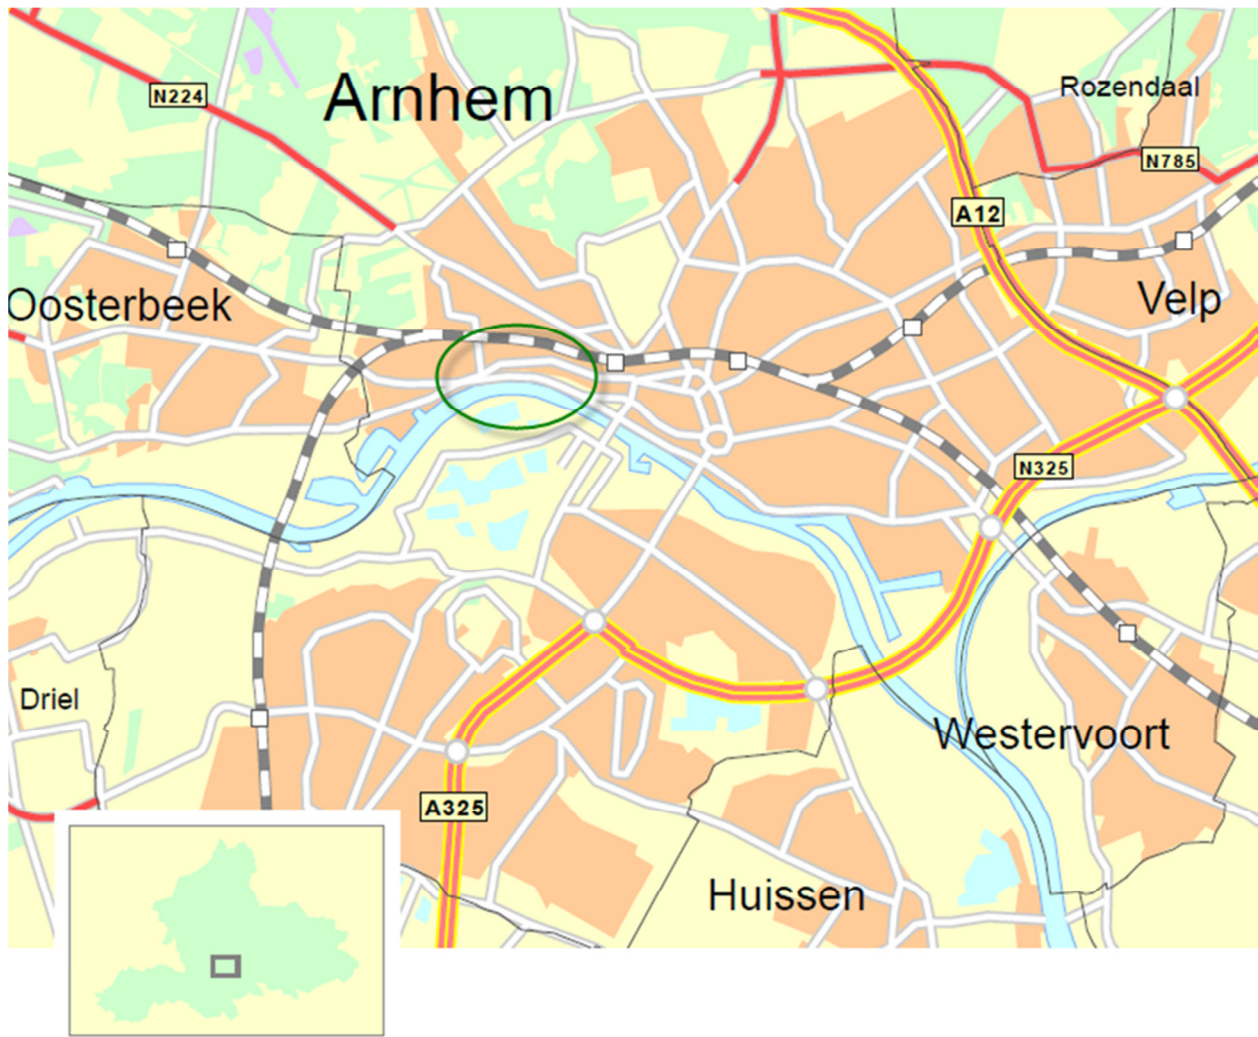 Arnhem
Rozendaal
N224
N785
A12
Oosterbeek
Velp
N325
Driel
Westervoort
A325
Huissen